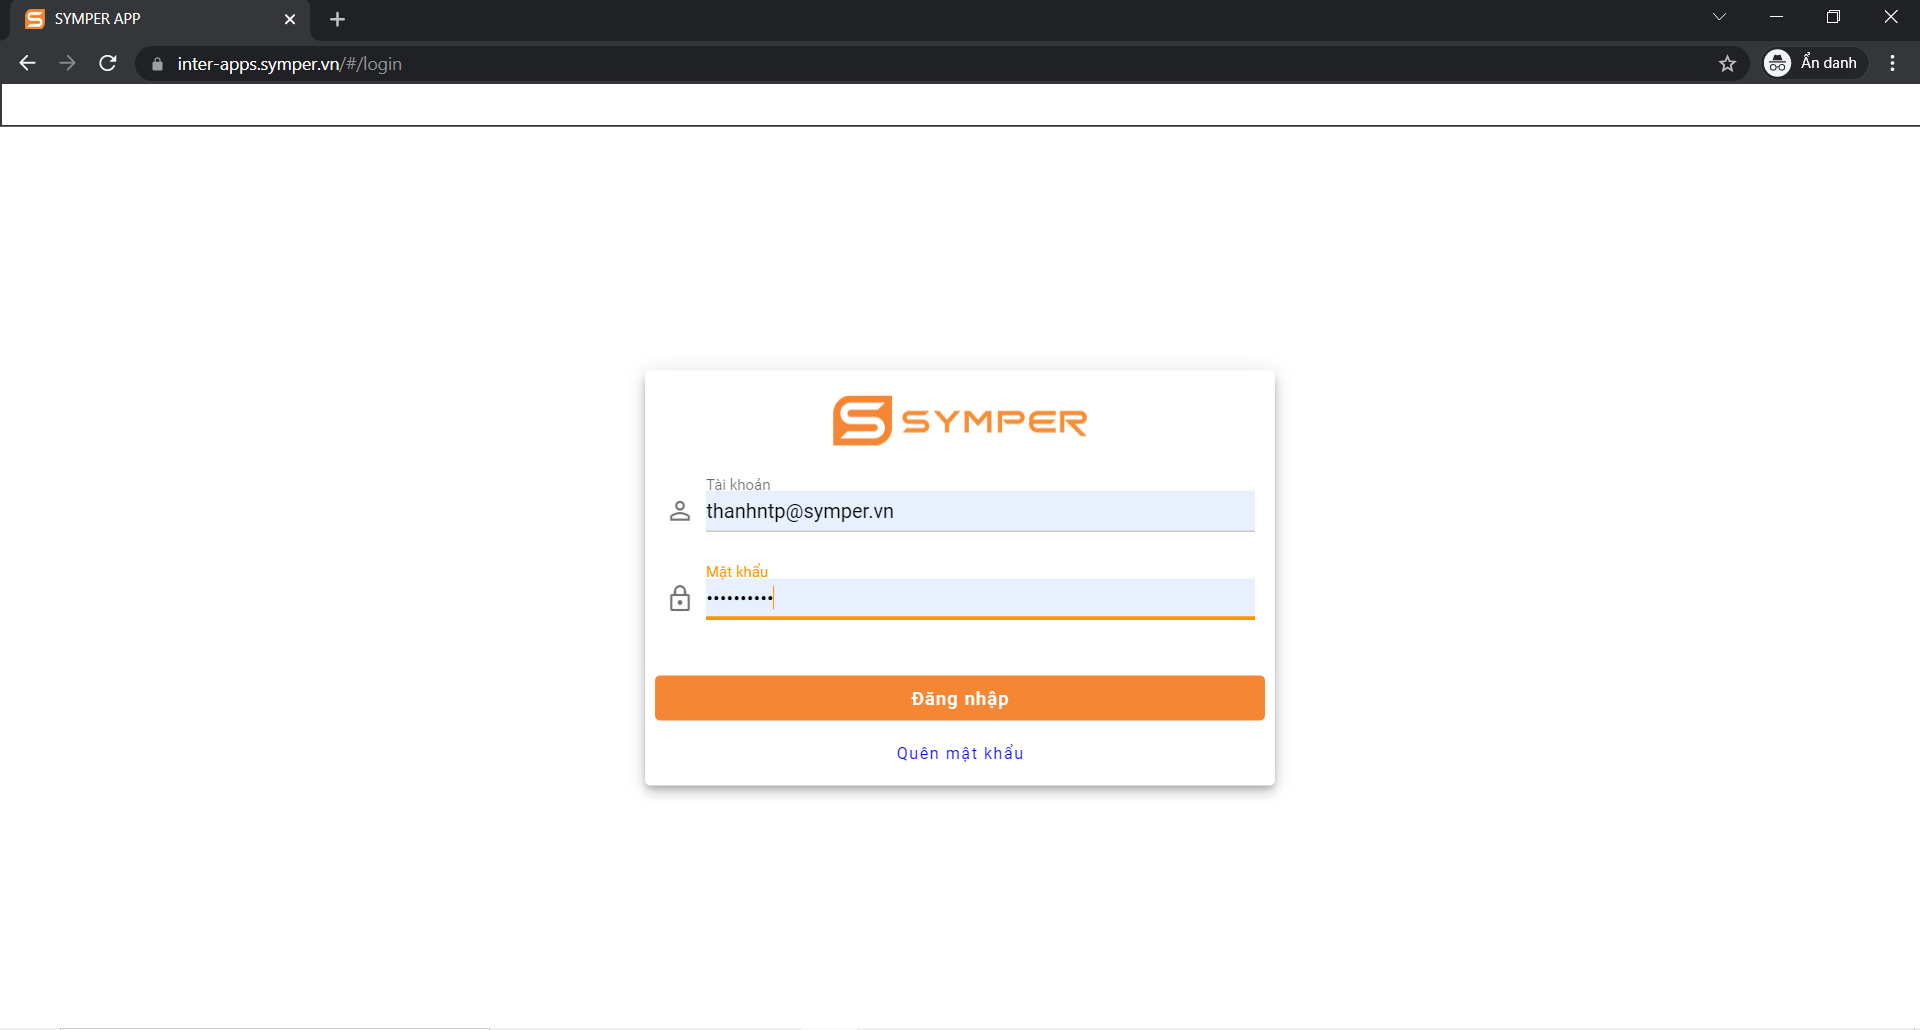 SYMPER APP
inter-apps.symper.vn/#/login
Ẩn danh
SYMPER
Tài khoản
thanhntp@symper.vn
Mật khẩu
••••••••••
Đăng nhập
Quên mật khẩu